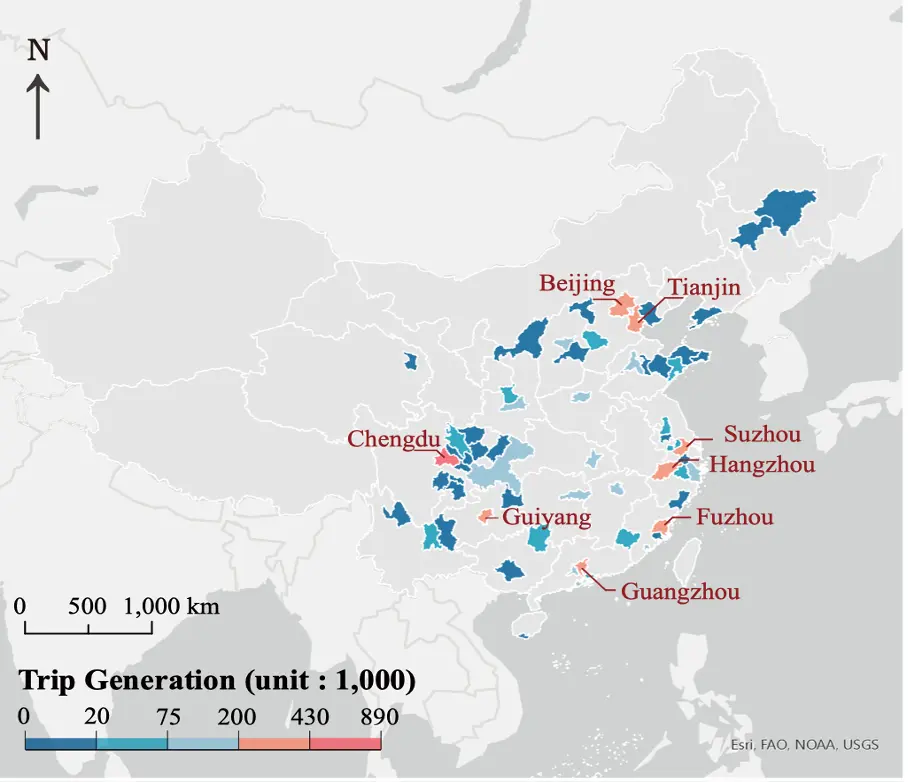 N
Beijing
Tianjin
Chengdu
Suzhou
Hangzhou
Guiyang
Fuzhou
Guangzhou
0 500 1,000 km
Trip Generation (unit : 1,000)
0 20 75 200 430 890
Esri, FAO, NOAA, USGS